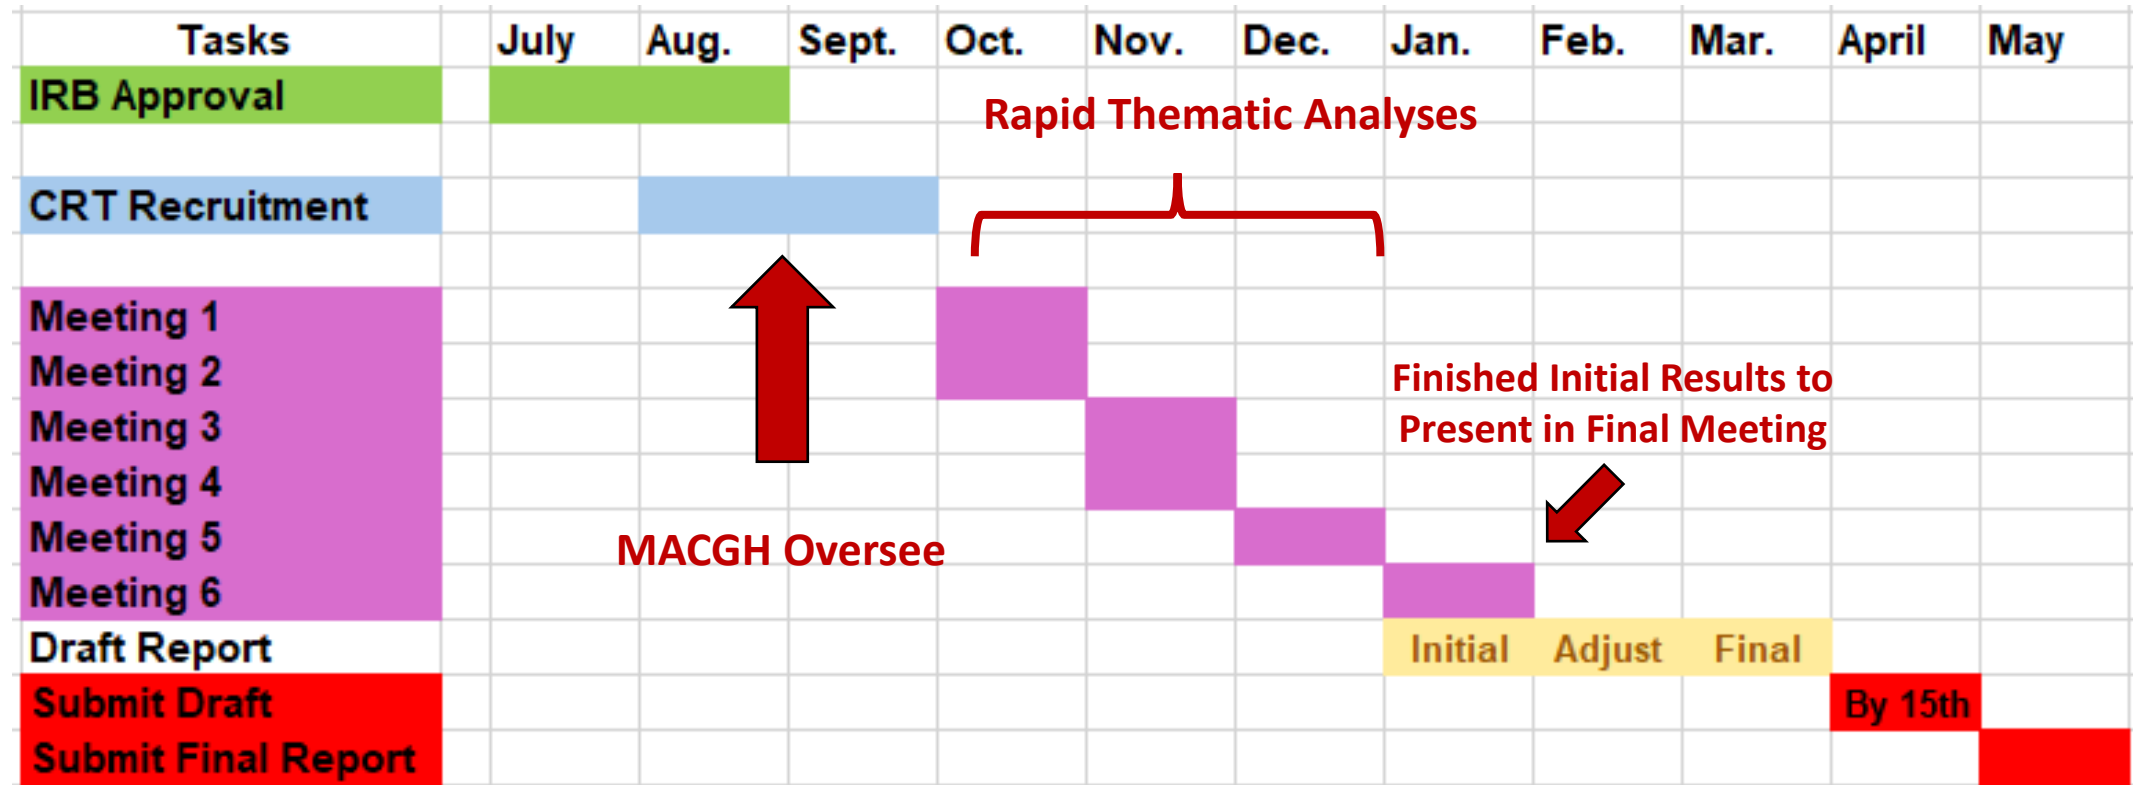 Tasks July Aug. Sept. Oct. Nov. Dec. Jan. Feb. Mar. April May
IRB Approval
Rapid Thematic Analyses
CRT Recruitment
Meeting 1
Meeting 2
Finished Initial Results to
Present in Final Meeting
Meeting 3
Meeting 4
Meeting 5
MACGH Oversee
Meeting 6
Draft Report Initial Adjust Final
Submit Draft By 15th
Submit Final Report